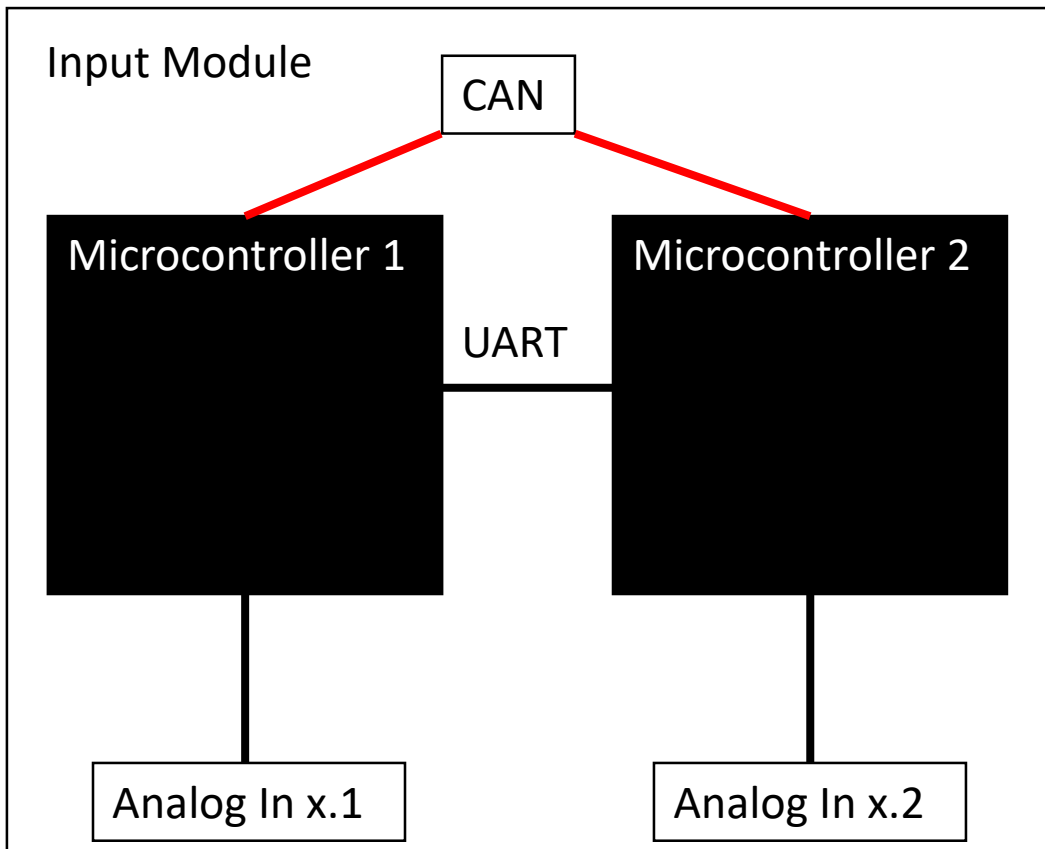 Input Module
CAN
Microcontroller 1
Microcontroller 2
UART
Analog In x.1
Analog In x.2